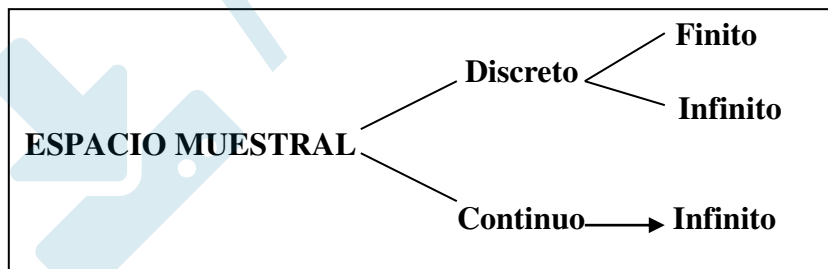 Finito
Discreto
Infinito
ESPACIO MUESTRAL
Continuo
Infinito